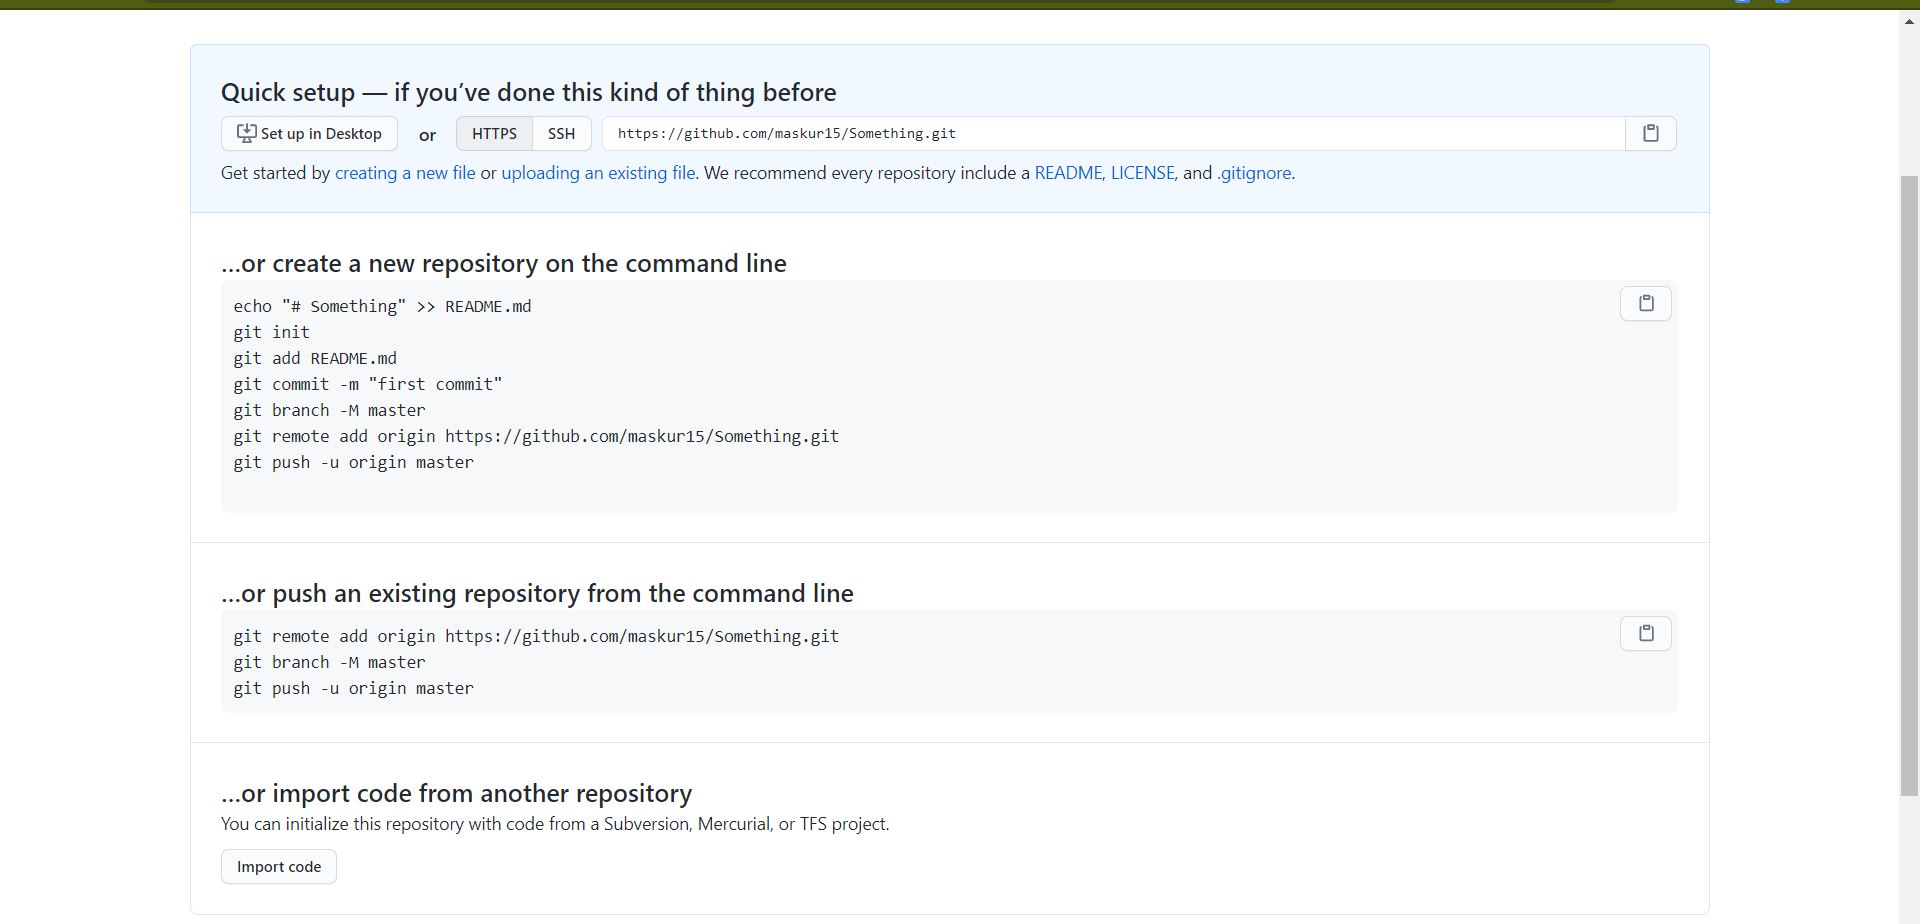 Quick setup — if you’ve done this kind of thing before
Set up in Desktop or HTTPS SSH https://github.com/maskur15/Something.git
Get started by creating a new file or uploading an existing file. We recommend every repository include a README, LICENSE, and .gitignore.
…or create a new repository on the command line
echo "# Something" >> README.md
git init
git add README.md
git commit -m "first commit"
git branch -M master
git remote add origin https://github.com/maskur15/Something.git
git push -u origin master
…or push an existing repository from the command line
git remote add origin https://github.com/maskur15/Something.git
git branch -M master
git push -u origin master
…or import code from another repository
You can initialize this repository with code from a Subversion, Mercurial, or TFS project.
Import code